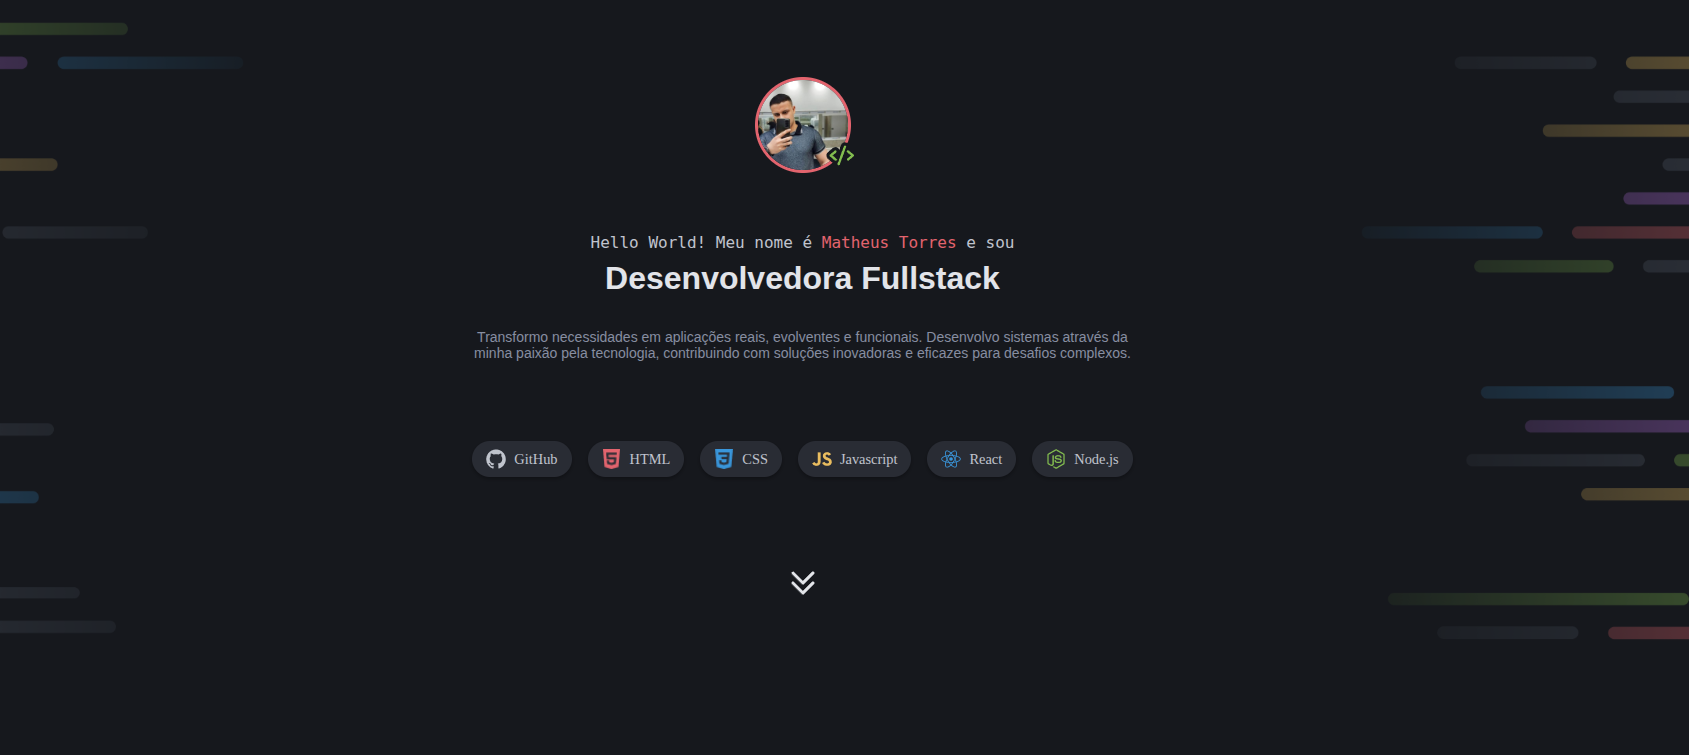 Hello World! Meu nome é Matheus Torres e sou
Desenvolvedora Fullstack
Transformo necessidades em aplicações reais, evolventes e funcionais. Desenvolvo sistemas através da
minha paixão pela tecnologia, contribuindo com soluções inovadoras e eficazes para desafios complexos.
GitHub HTML CSS JS Javascript React JS Node.js